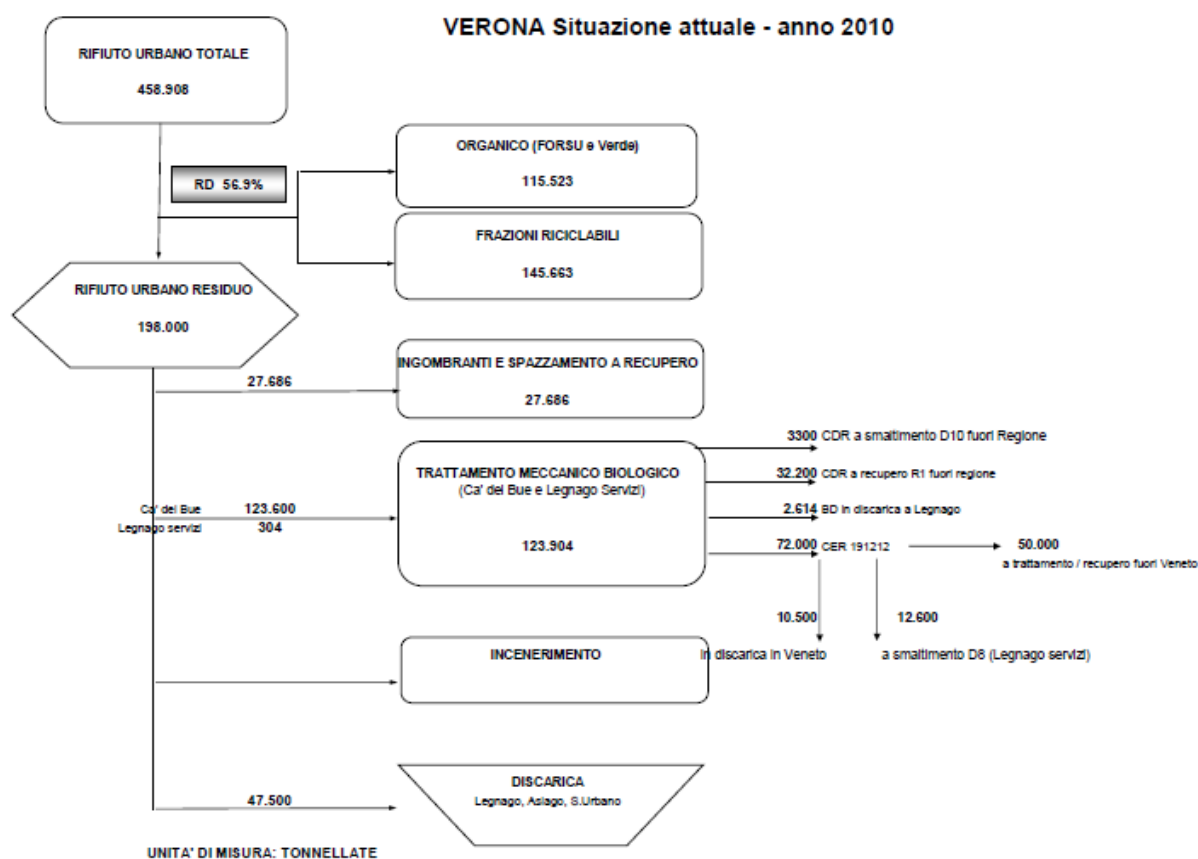 VERONA Situazione attuale - anno 2010
RIFIUTO URBANO TOTALE
458.908
RD 56.9%
ORGANICO (FORSU e Verde)
115.523
FRAZIONI RICICLABILI
145.663
RIFIUTO URBANO RESIDUO
198.000
27.686
INGOMBRANTI E SPAZZAMENTO A RECUPERO
27.686
Ca' del Bue 123.600
Legnago servizi 304
TRATTAMENTO MECCANICO BIOLOGICO
(Ca' del Bue e Legnago Servizi)
123.904
3300 CDR a smaltimento D10 fuori Regione
32.200 CDR a recupero R1 fuori regione
2.614 BD in discarica a Legnago
72.000 CER 191212
50.000
a trattamento / recupero fuori Veneto
10.500
in discarica in Veneto
12.600
a smaltimento D8 (Legnago servizi)
INCENERIMENTO
47.500
DISCARICA
Legnago, Asiago, S.Urbano
UNITA' DI MISURA: TONNELLATE